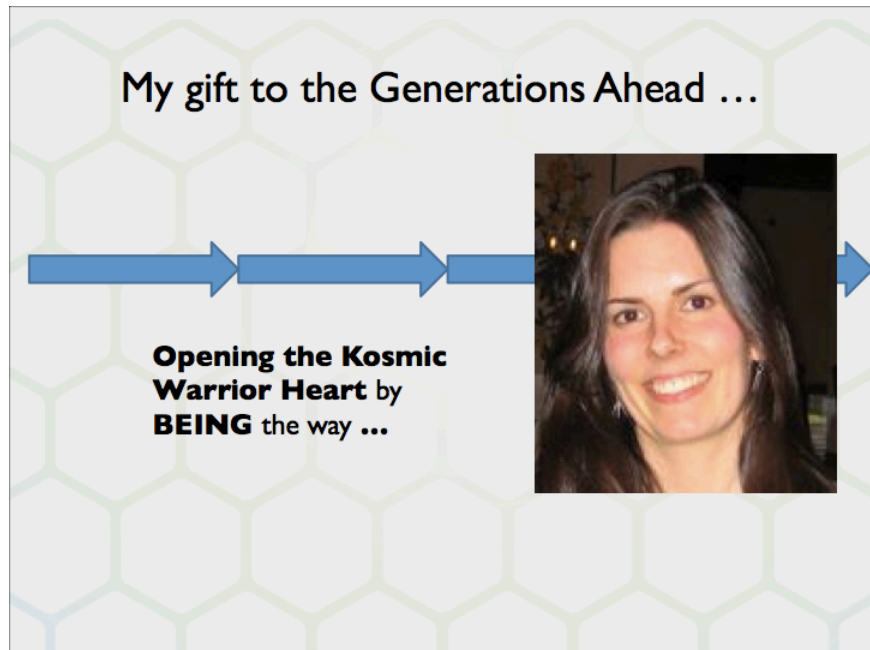 My gift to the Generations Ahead …
Opening the Kosmic
Warrior Heart by
BEING the way …